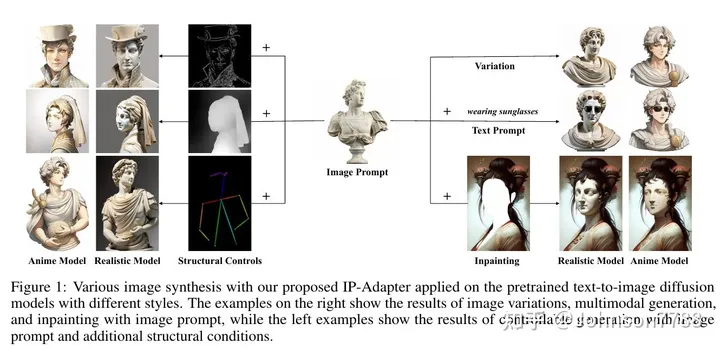 Variation
wearing sunglasses
Text Prompt
Image Prompt
Anime Model Realistic Model Structural Controls
Inpainting Realistic Model Anime Model
Figure 1: Various image synthesis with our proposed IP-Adapter applied on the pretrained text-to-image diffusion
models with different styles. The examples on the right show the results of image variations, multimodal generation,
and inpainting with image prompt, while the left examples show the results of controllable generation with image
prompt and additional structural conditions.
知乎 @Johnson7788